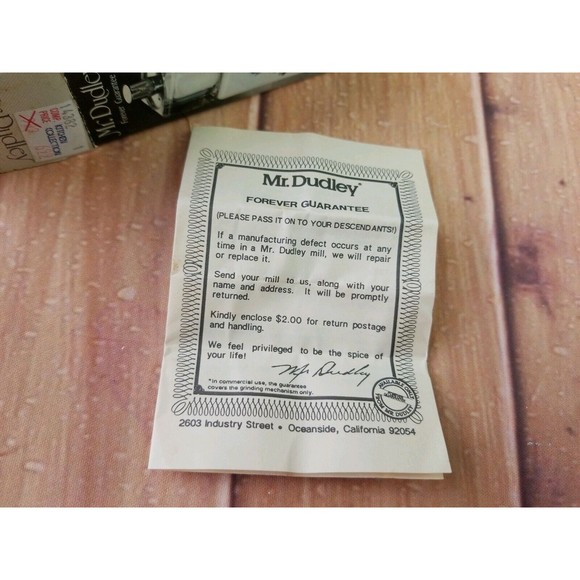 Mr. Dudley
Forever Guarantee
14202
Mr. Dudley®
FOREVER GUARANTEE
(PLEASE PASS IT ON TO YOUR DESCENDANTS!)
If a manufacturing defect occurs at any
time in a Mr. Dudley mill, we will repair
or replace it.
Send your mill to us, along with your
name and address. It will be promptly
returned.
Kindly enclose $2.00 for return postage
and handling.
We feel privileged to be the spice of
your life!
Mr. Dudley
*In commercial use, the guarantee
covers the grinding mechanism only.
2603 Industry Street • Oceanside, California 92054